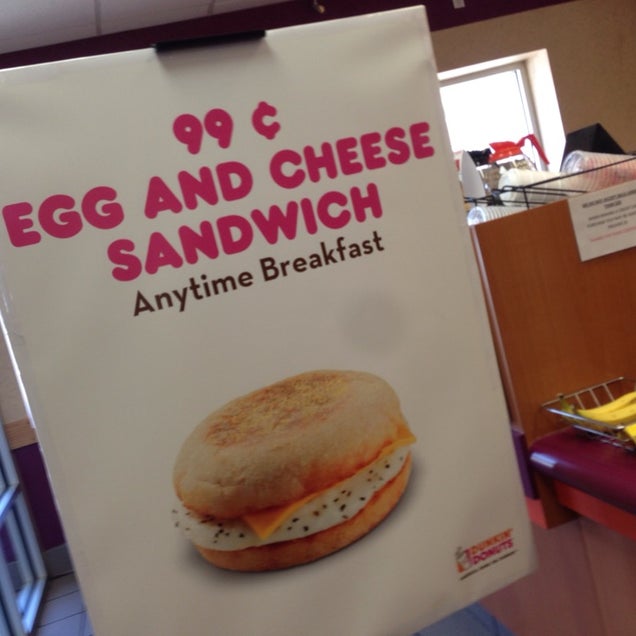 99 ¢
EGG AND CHEESE
SANDWICH
Anytime Breakfast
DUNKIN'
DONUTS